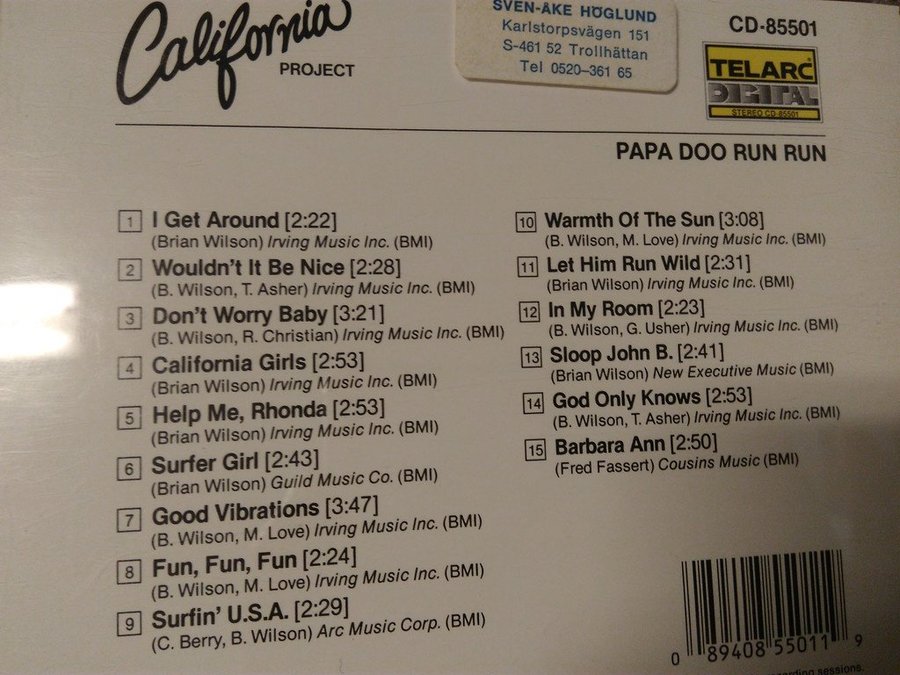 California
PROJECT
SVEN-ÅKE HÖGLUND
Karlstorpsvägen 151
S-461 52 Trollhättan
Tel 0520-361 65
CD-85501
TELARC
DIGITAL
STEREO CD-85501
PAPA DOO RUN RUN
1 I Get Around [2:22]
(Brian Wilson) Irving Music Inc. (BMI)
2 Wouldn't It Be Nice [2:28]
(B. Wilson, T. Asher) Irving Music Inc. (BMI)
3 Don't Worry Baby [3:21]
(B. Wilson, R. Christian) Irving Music Inc. (BMI)
4 California Girls [2:53]
(Brian Wilson) Irving Music Inc. (BMI)
5 Help Me, Rhonda [2:53]
(Brian Wilson) Irving Music Inc. (BMI)
6 Surfer Girl [2:43]
(Brian Wilson) Guild Music Co. (BMI)
7 Good Vibrations [3:47]
(B. Wilson, M. Love) Irving Music Inc. (BMI)
8 Fun, Fun, Fun [2:24]
(B. Wilson, M. Love) Irving Music Inc. (BMI)
9 Surfin' U.S.A. [2:29]
(C. Berry, B. Wilson) Arc Music Corp. (BMI)
10 Warmth Of The Sun [3:08]
(B. Wilson, M. Love) Irving Music Inc. (BMI)
11 Let Him Run Wild [2:31]
(Brian Wilson) Irving Music Inc. (BMI)
12 In My Room [2:23]
(B. Wilson, G. Usher) Irving Music Inc. (BMI)
13 Sloop John B. [2:41]
(Brian Wilson) New Executive Music (BMI)
14 God Only Knows [2:53]
(B. Wilson, T. Asher) Irving Music Inc. (BMI)
15 Barbara Ann [2:50]
(Fred Fassert) Cousins Music (BMI)
0 89408 55011 9
sessions.